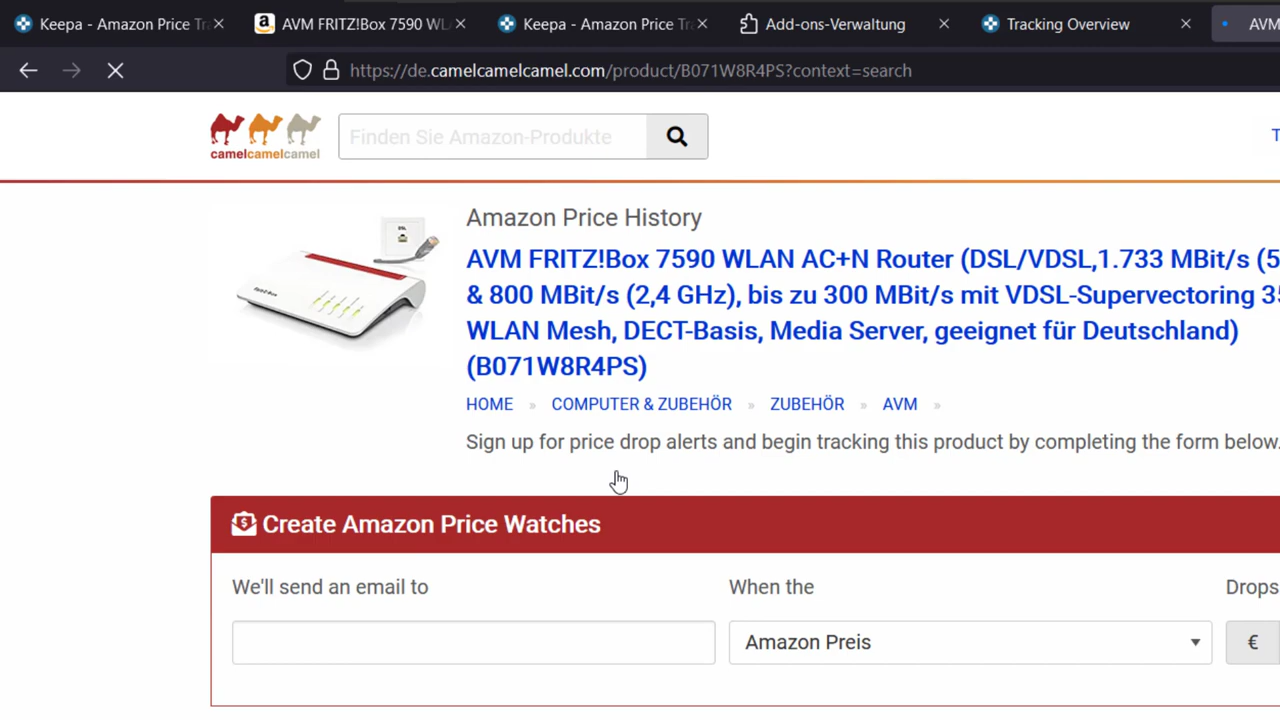 Keepa - Amazon Price Tr
AVM FRITZ!Box 7590 WL
Keepa - Amazon Price Tr
Add-ons-Verwaltung
Tracking Overview
AVM
https://de.camelcamelcamel.com/product/B071W8R4PS?context=search
camelcamelcamel
Finden Sie Amazon-Produkte
T
Amazon Price History
AVM FRITZ!Box 7590 WLAN AC+N Router (DSL/VDSL,1.733 MBit/s (5
& 800 MBit/s (2,4 GHz), bis zu 300 MBit/s mit VDSL-Supervectoring 35
WLAN Mesh, DECT-Basis, Media Server, geeignet für Deutschland)
(B071W8R4PS)
HOME » COMPUTER & ZUBEHÖR » ZUBEHÖR » AVM »
Sign up for price drop alerts and begin tracking this product by completing the form below.
Create Amazon Price Watches
We'll send an email to
When the
Drops
Amazon Preis
€